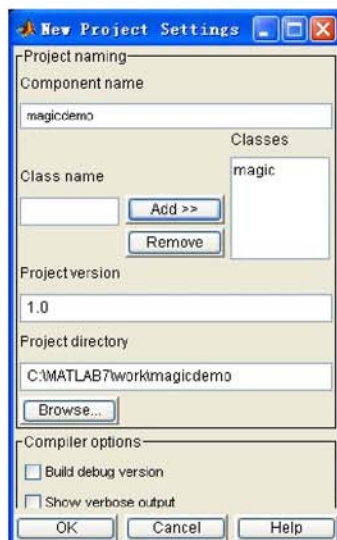 New Project Settings
Project naming
Component name
magicdemo
Classes
magic
Class name
Add >>
Remove
Project version
1.0
Project directory
C:\MATLAB7\work\magicdemo
Browse...
Compiler options
Build debug version
Show verbose output
OK
Cancel
Help